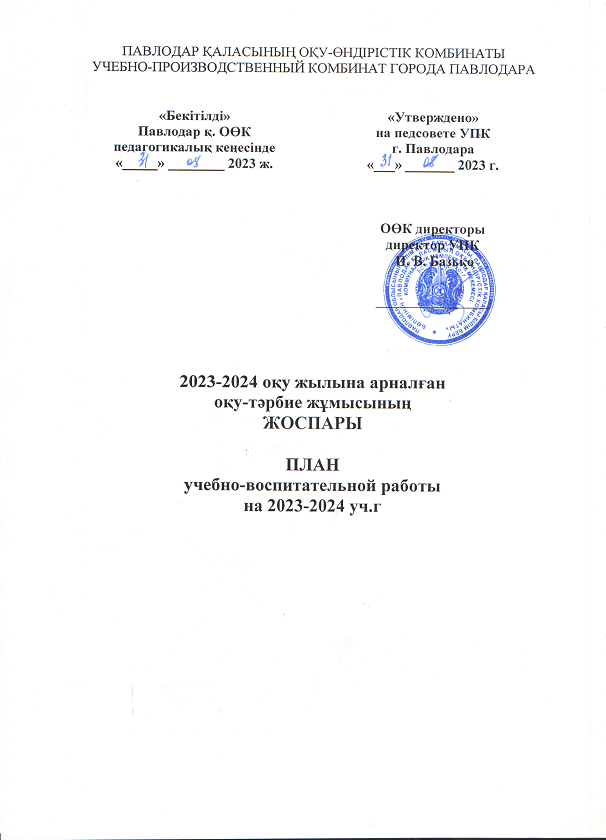 ПАВЛОДАР ҚАЛАСЫНЫҢ ОҚУ-ӨНДІРІСТІК КОМБИНАТЫ
УЧЕБНО-ПРОИЗВОДСТВЕННЫЙ КОМБИНАТ ГОРОДА ПАВЛОДАРА
«Бекітілді»
Павлодар қ. ОӨК
педагогикалық кеңесінде
«31» 08 2023 ж.
«Утверждено»
на педсовете УПК
г. Павлодара
«31» 08 2023 г.
ОӨК директоры
директор УПК
И. В. Базько
2023-2024 оқу жылына арналған
оқу-тәрбие жұмысының
ЖОСПАРЫ
ПЛАН
учебно-воспитательной работы
на 2023-2024 уч.г